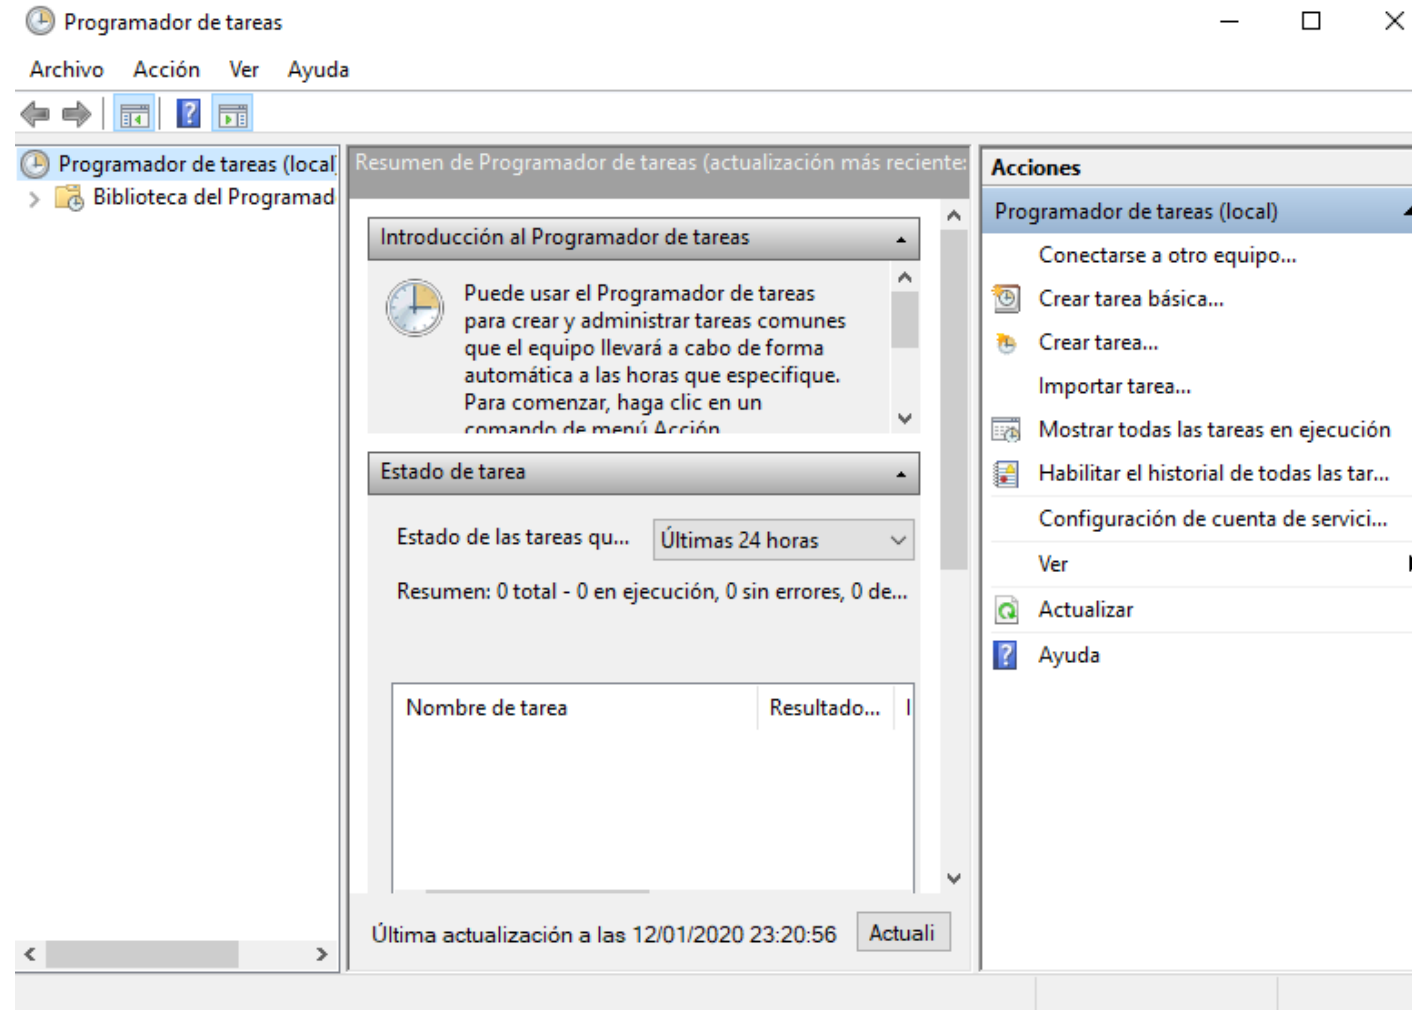 Programador de tareas
Archivo Acción Ver Ayuda
Programador de tareas (local)
Biblioteca del Programad
Resumen de Programador de tareas (actualización más reciente:
Introducción al Programador de tareas
Puede usar el Programador de tareas
para crear y administrar tareas comunes
que el equipo llevará a cabo de forma
automática a las horas que especifique.
Para comenzar, haga clic en un
comando de menú Acción
Estado de tarea
Estado de las tareas qu... Últimas 24 horas
Resumen: 0 total - 0 en ejecución, 0 sin errores, 0 de...
Nombre de tarea Resultado...
Última actualización a las 12/01/2020 23:20:56 Actuali
Acciones
Programador de tareas (local)
Conectarse a otro equipo...
Crear tarea básica...
Crear tarea...
Importar tarea...
Mostrar todas las tareas en ejecución
Habilitar el historial de todas las tar...
Configuración de cuenta de servici...
Ver
Actualizar
Ayuda